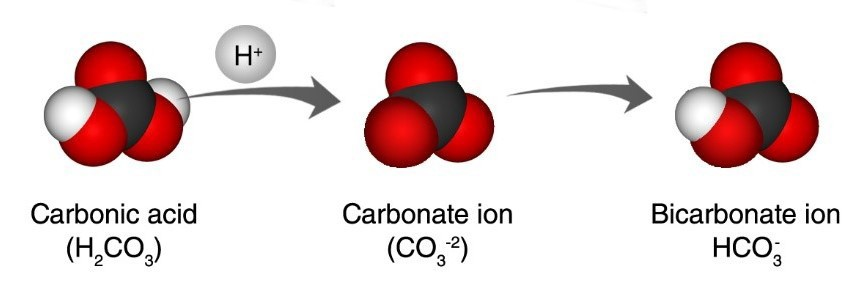 H⁺
Carbonic acid
(H₂CO₃)
Carbonate ion
(CO₃⁻²)
Bicarbonate ion
HCO₃⁻